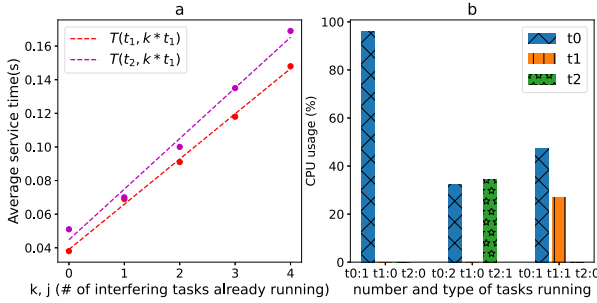 a
Average service time(s)
0.16
0.14
0.12
0.10
0.08
0.06
0.04
T(t₁, k * t₁)
T(t₂, k * t₁)
0 1 2 3 4
k, j (# of interfering tasks already running)
b
CPU usage (%)
100
80
60
40
20
0
t0
t1
t2
t0:1 t1:0 t2:0 t0:2 t1:0 t2:1 t0:1 t1:1 t2:0
number and type of tasks running